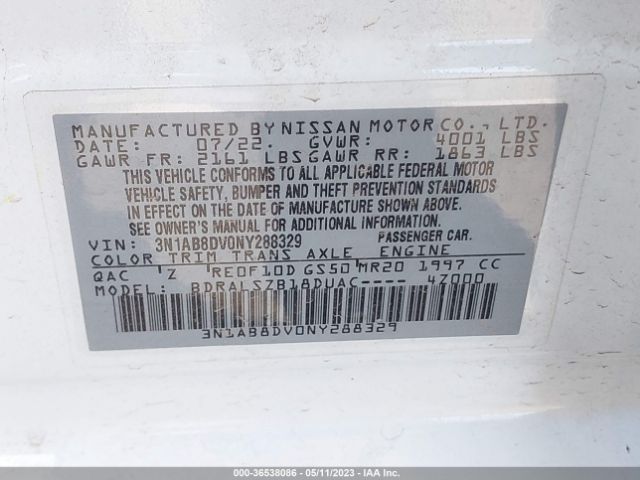 MANUFACTURED BY NISSAN MOTOR CO., LTD.
DATE: 07/22. GVWR: 4001 LBS
GAWR FR: 2161 LBS GAWR RR: 1863 LBS
THIS VEHICLE CONFORMS TO ALL APPLICABLE FEDERAL MOTOR
VEHICLE SAFETY, BUMPER AND THEFT PREVENTION STANDARDS
IN EFFECT ON THE DATE OF MANUFACTURE SHOWN ABOVE.
SEE OWNER'S MANUAL FOR ADDITIONAL INFORMATION.
VIN: 3N1AB8DV0NY288329 PASSENGER CAR.
COLOR TRIM TRANS AXLE ENGINE
QAC Z RE0F10D GS50 MR20 1997 CC
MODEL: BDRALSZB18DUAC---- 4Z000
3N1AB8DV0NY288329
000-36538086 - 05/11/2023 - IAA Inc.